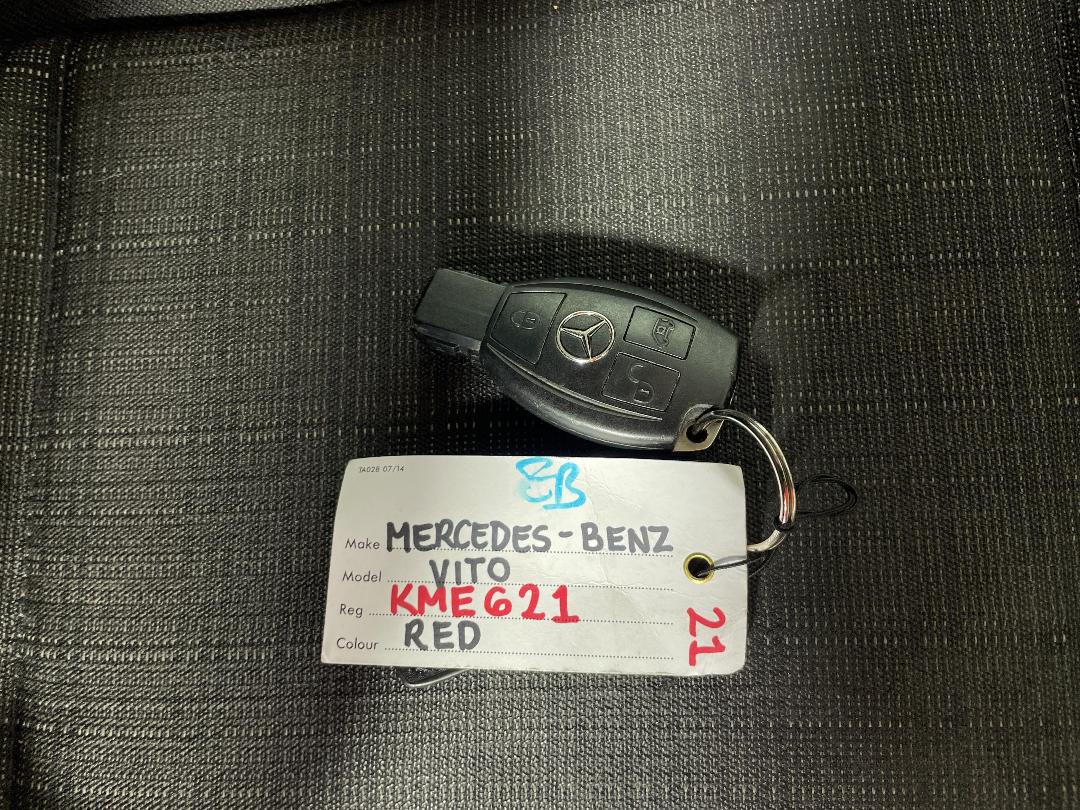 TA028 07/14
EB
Make MERCEDES-BENZ
Model VITO
Reg KME621
Colour RED
21